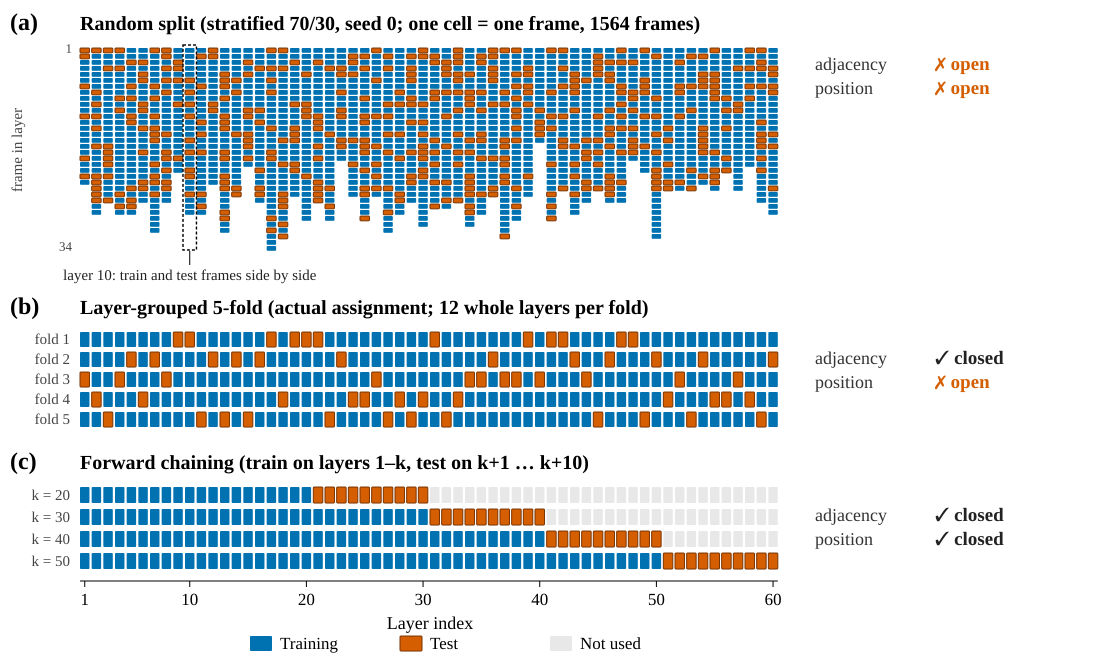 (a) Random split (stratified 70/30, seed 0; one cell = one frame, 1564 frames)
1
34
frame in layer
layer 10: train and test frames side by side
adjacency ✗ open
position ✗ open
(b) Layer-grouped 5-fold (actual assignment; 12 whole layers per fold)
fold 1
fold 2
fold 3
fold 4
fold 5
adjacency ✓ closed
position ✗ open
(c) Forward chaining (train on layers 1–k, test on k+1 … k+10)
k = 20
k = 30
k = 40
k = 50
adjacency ✓ closed
position ✓ closed
1 10 20 30 40 50 60
Layer index
Training Test Not used